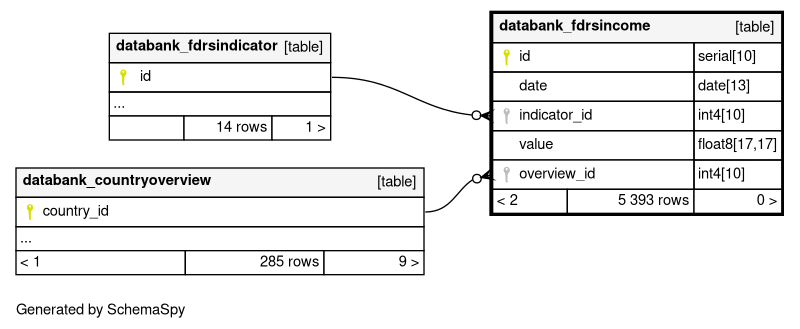 databank_fdrsindicator [table]
id
...
14 rows 1 >
databank_countryoverview [table]
country_id
...
< 1 285 rows 9 >
databank_fdrsincome [table]
id serial[10]
date date[13]
indicator_id int4[10]
value float8[17,17]
overview_id int4[10]
< 2 5 393 rows 0 >
Generated by SchemaSpy